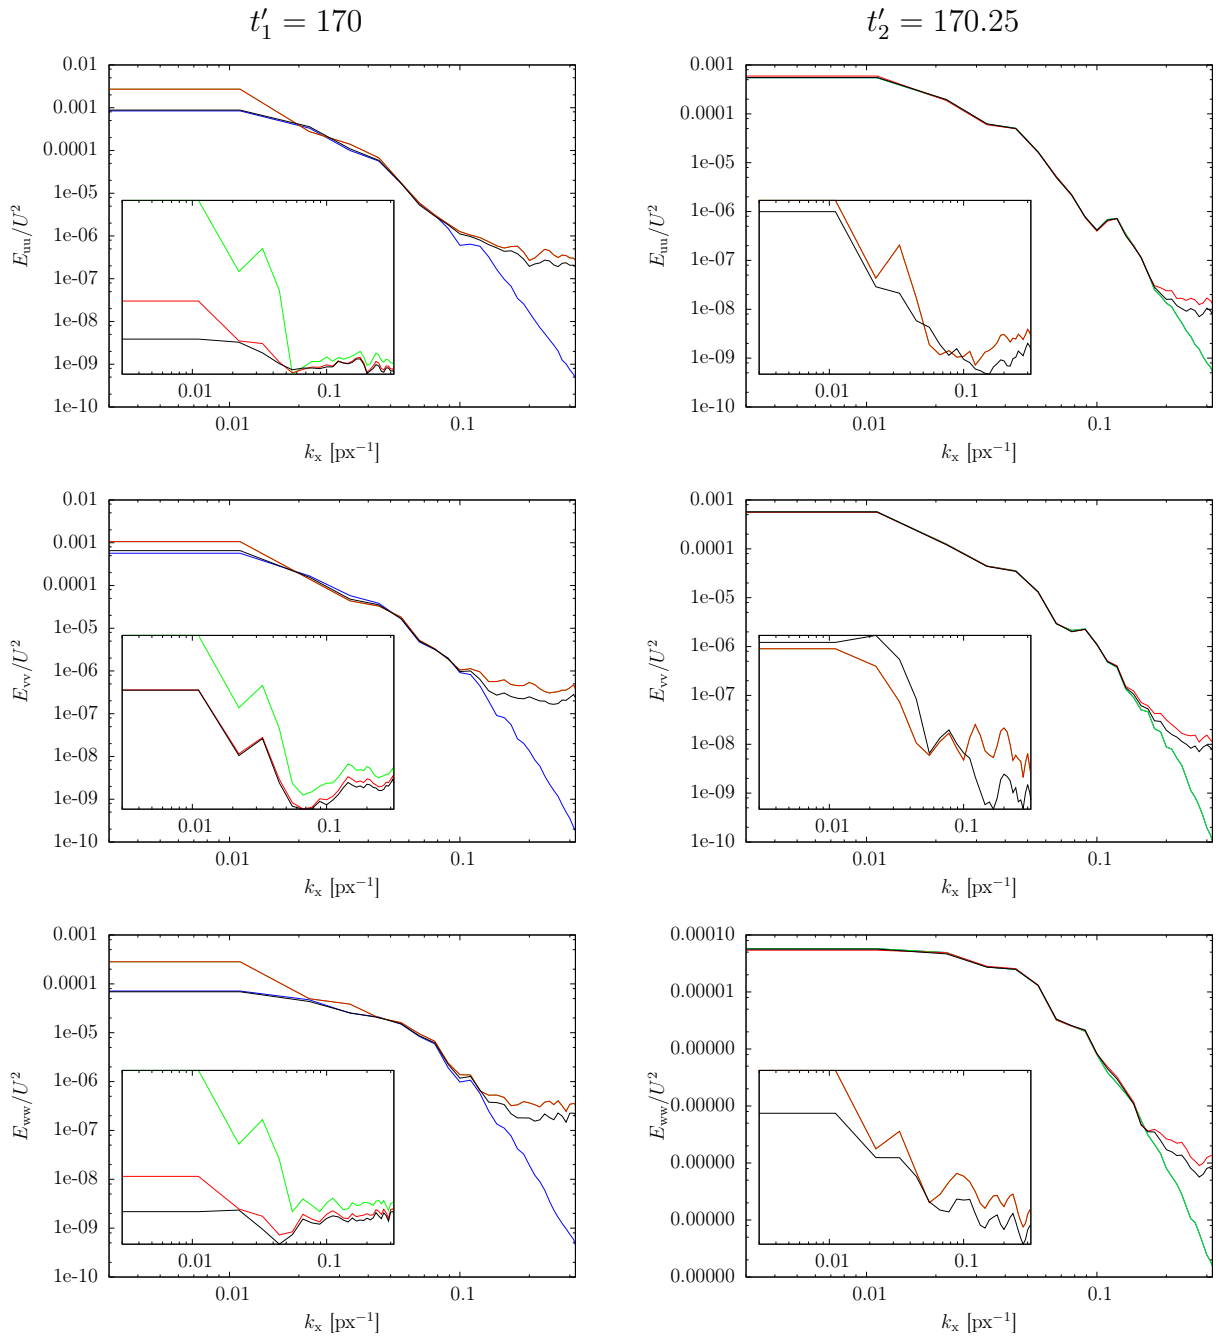 t′₁ = 170
t′₂ = 170.25
0.01
0.001
0.0001
1e-05
1e-06
1e-07
1e-08
1e-09
1e-10
E_uu/U²
0.01 0.1
0.01 0.1
k_x [px⁻¹]
0.001
0.0001
1e-05
1e-06
1e-07
1e-08
1e-09
1e-10
E_uu/U²
0.01 0.1
0.01 0.1
k_x [px⁻¹]
0.01
0.001
0.0001
1e-05
1e-06
1e-07
1e-08
1e-09
1e-10
E_vv/U²
0.01 0.1
0.01 0.1
k_x [px⁻¹]
0.001
0.0001
1e-05
1e-06
1e-07
1e-08
1e-09
1e-10
E_vv/U²
0.01 0.1
0.01 0.1
k_x [px⁻¹]
0.001
0.0001
1e-05
1e-06
1e-07
1e-08
1e-09
1e-10
E_ww/U²
0.01 0.1
0.01 0.1
k_x [px⁻¹]
0.00010
0.00001
0.00000
0.00000
0.00000
0.00000
0.00000
E_ww/U²
0.01 0.1
0.01 0.1
k_x [px⁻¹]